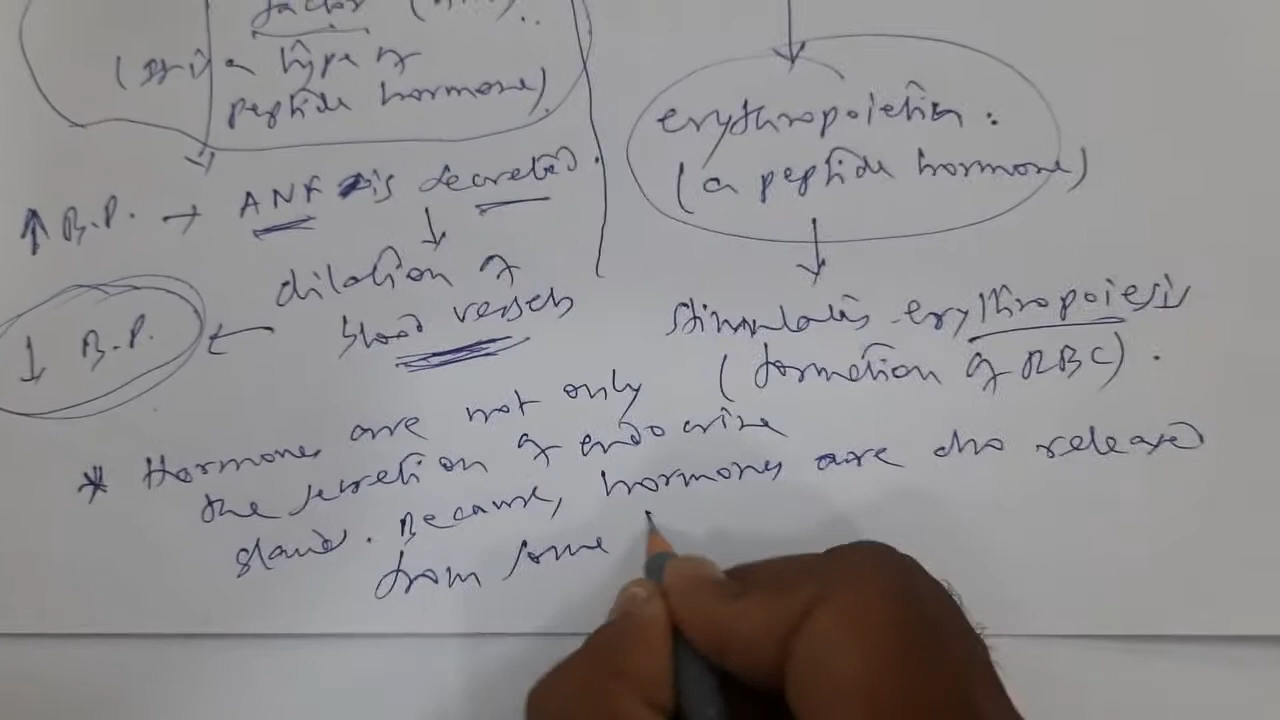 factor
(It is a type of
peptide hormone)
↑ B.P. → ANF is secreted.
dilation of
blood vessels
↓ B.P.
erythropoietin.
(a peptide hormone)
stimulates erythropoiesis
(formation of RBC).
* Hormones are not only
the secretion of endocrine
gland. Because, hormones are also released
from some